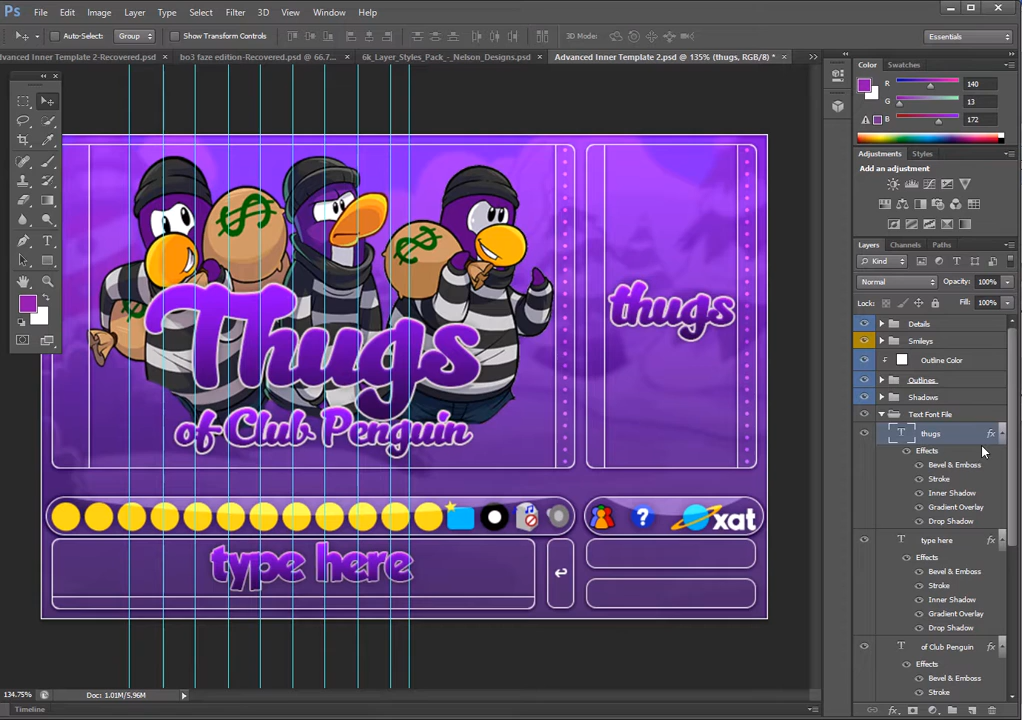 Ps File Edit Image Layer Type Select Filter 3D View Window Help
Auto-Select: Group Show Transform Controls 3D Mode: Essentials
Advanced Inner Template 2-Recovered.psd × bo3 faze edition-Recovered.psd @ 66.7... × 6k_Layer_Styles_Pack_-_Nelson_Designs.psd × Advanced Inner Template 2.psd @ 135% (thugs, RGB/8) * ×
Color Swatches
R 140
G 13
B 172
Adjustments Styles
Add an adjustment
Layers Channels Paths
Kind
Normal Opacity: 100%
Lock: Fill: 100%
Details
Smileys
Outline Color
Outlines
Shadows
Text Font File
T thugs fx
Effects
Bevel & Emboss
Stroke
Inner Shadow
Gradient Overlay
Drop Shadow
T type here fx
Effects
Bevel & Emboss
Stroke
Inner Shadow
Gradient Overlay
Drop Shadow
T of Club Penguin fx
Effects
Bevel & Emboss
Stroke
Thugs
of Club Penguin
thugs
xat
type here
134.75% Doc: 1.01M/5.96M
Timeline